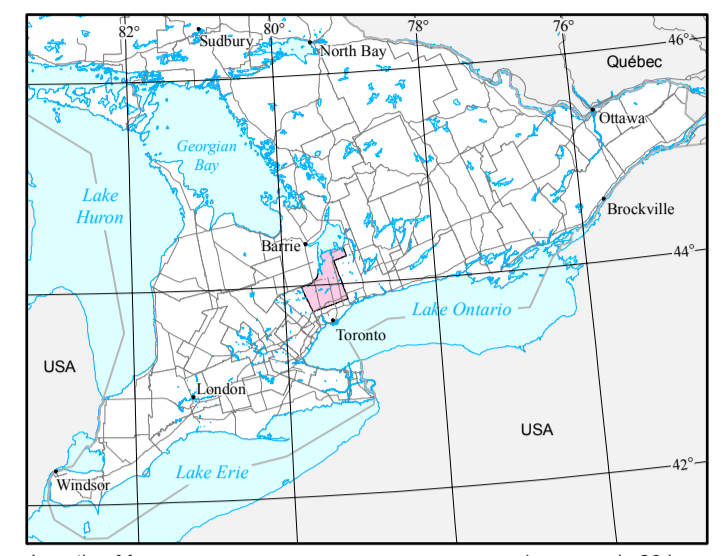 82°
80°
78°
76°
46°
Sudbury
North Bay
Québec
Ottawa
Georgian
Bay
Lake
Huron
Brockville
Barrie
44°
Lake Ontario
Toronto
USA
London
USA
Lake Erie
42°
Windsor